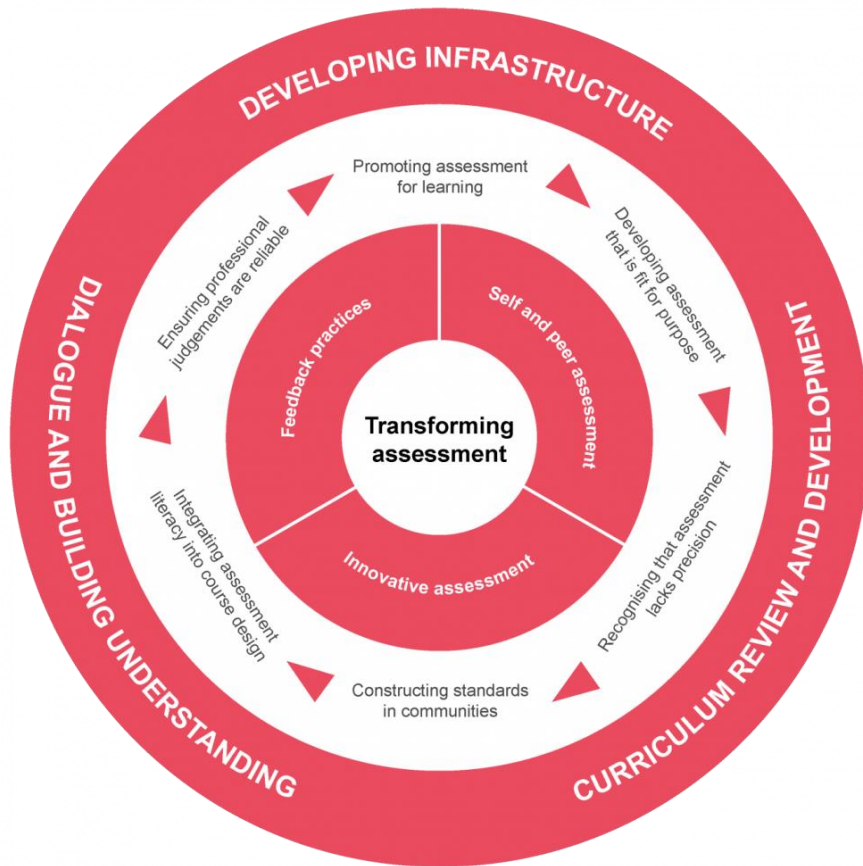 DEVELOPING INFRASTRUCTURE
CURRICULUM REVIEW AND DEVELOPMENT
DIALOGUE AND BUILDING UNDERSTANDING
Promoting assessment
for learning
Developing assessment
that is fit for purpose
Recognising that assessment
lacks precision
Constructing standards
in communities
Integrating assessment
literacy into course design
Ensuring professional
judgements are reliable
Feedback practices
Self and peer assessment
Innovative assessment
Transforming
assessment